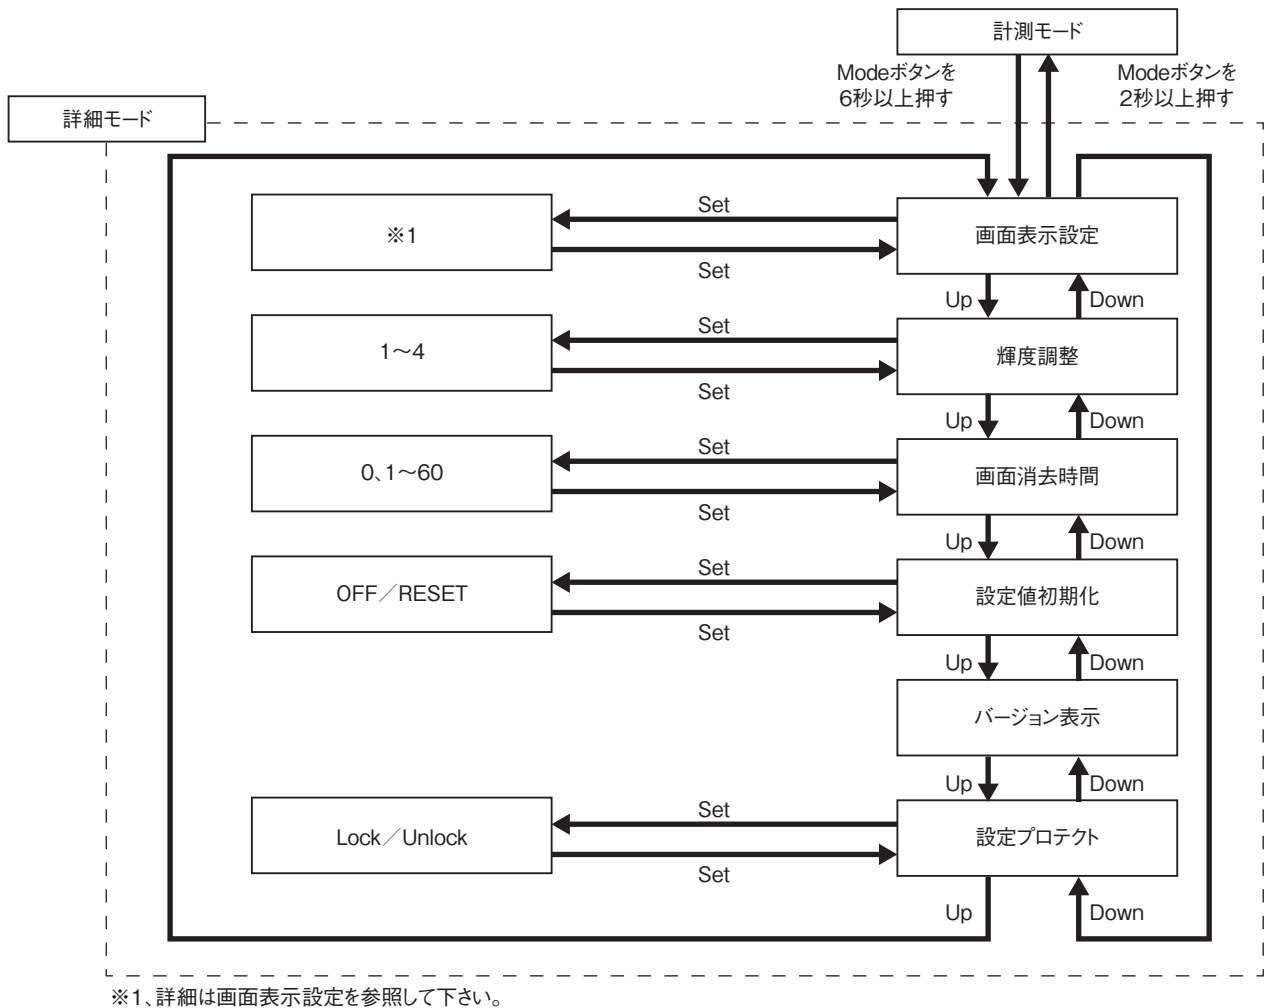 計測モード
Modeボタンを
6秒以上押す
Modeボタンを
2秒以上押す
詳細モード
Set
※1
画面表示設定
Set
Up
Down
Set
1〜4
輝度調整
Set
Up
Down
Set
0、1〜60
画面消去時間
Set
Up
Down
Set
OFF／RESET
設定値初期化
Set
Up
Down
バージョン表示
Up
Down
Set
Lock／Unlock
設定プロテクト
Set
Up
Down
※1、詳細は画面表示設定を参照して下さい。